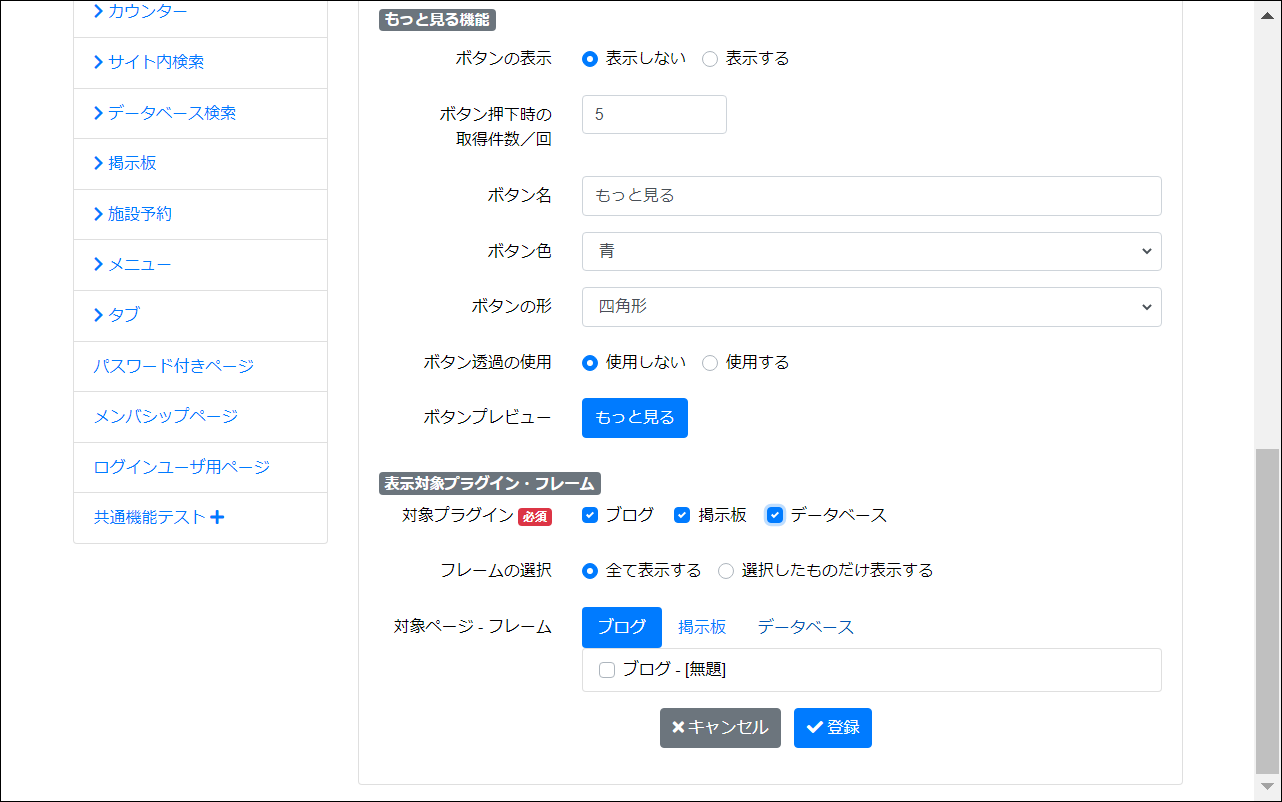 カウンター
サイト内検索
データベース検索
掲示板
施設予約
メニュー
タブ
パスワード付きページ
メンバシップページ
ログインユーザ用ページ
共通機能テスト
もっと見る機能
ボタンの表示 表示しない 表示する
ボタン押下時の
取得件数／回 5
ボタン名 もっと見る
ボタン色 青
ボタンの形 四角形
ボタン透過の使用 使用しない 使用する
ボタンプレビュー もっと見る
表示対象プラグイン・フレーム
対象プラグイン 必須 ブログ 掲示板 データベース
フレームの選択 全て表示する 選択したものだけ表示する
対象ページ - フレーム ブログ 掲示板 データベース
ブログ - [無題]
キャンセル 登録